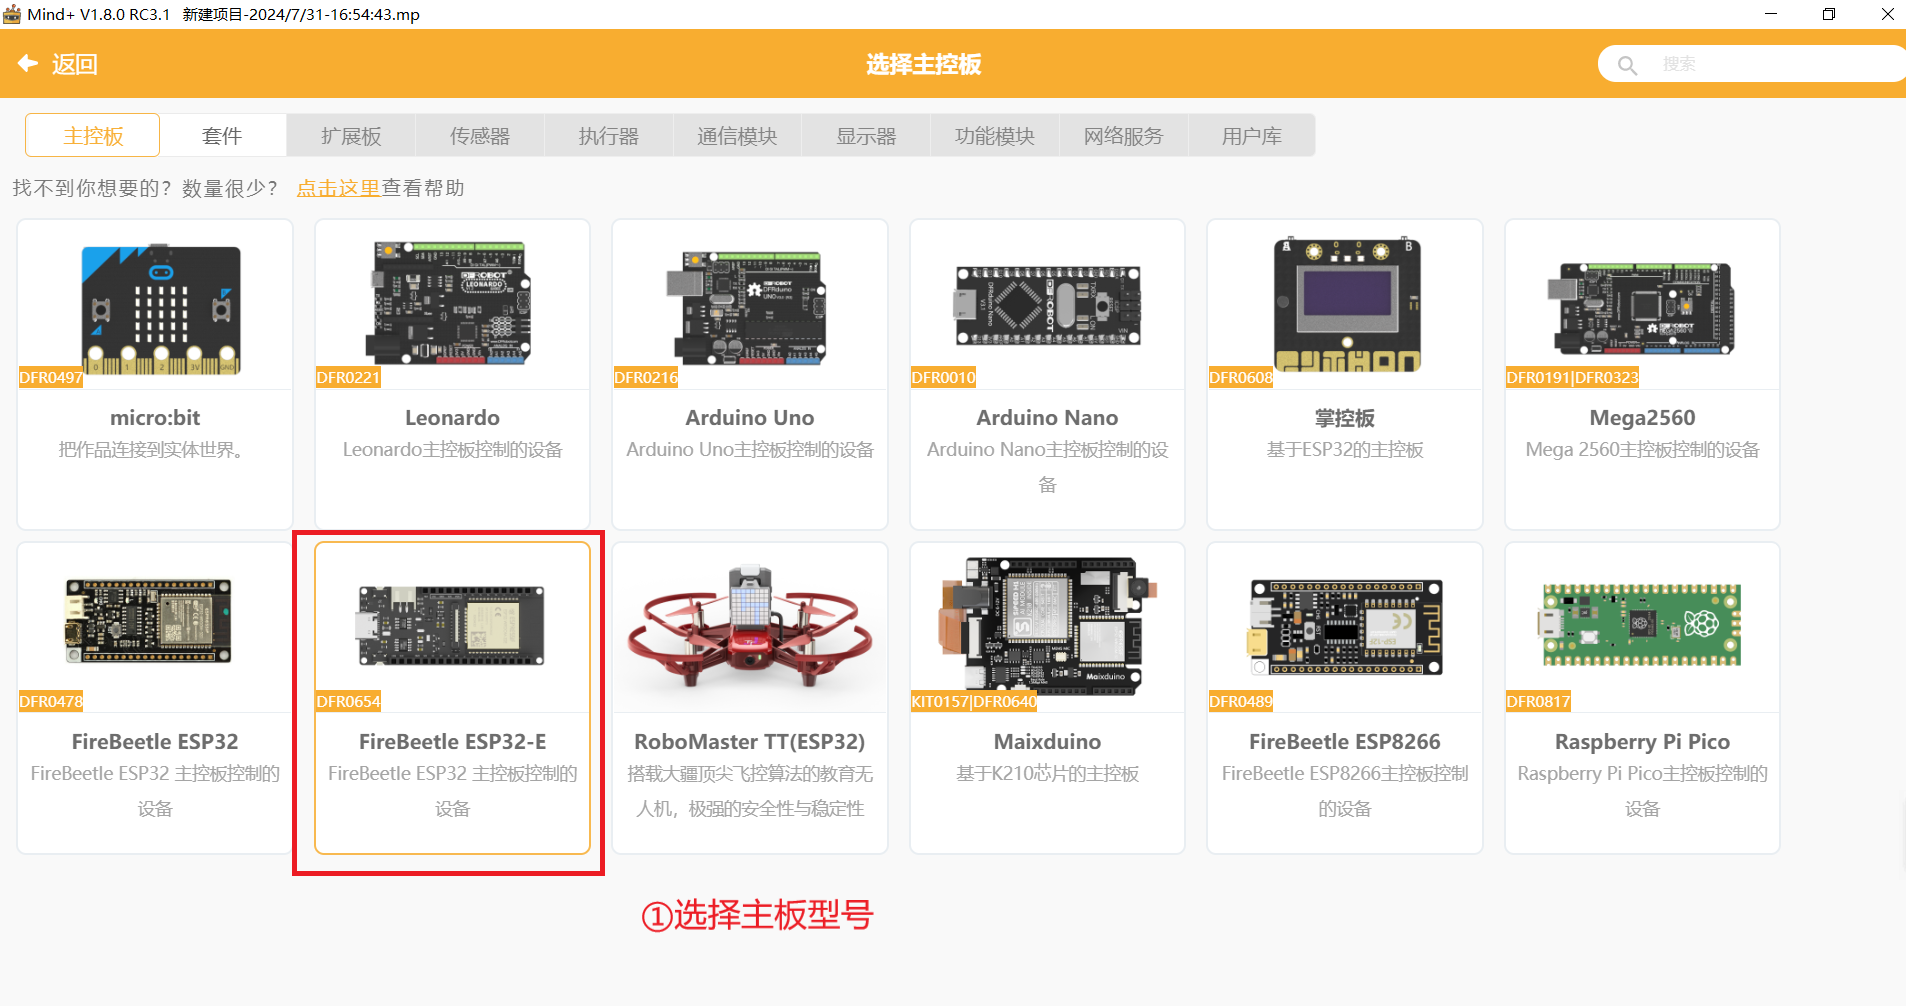 Mind+ V1.8.0 RC3.1 新建项目-2024/7/31-16:54:43.mp
返回
选择主控板
搜索
主控板 套件 扩展板 传感器 执行器 通信模块 显示器 功能模块 网络服务 用户库
找不到你想要的？数量很少？ 点击这里查看帮助
DFR0497
micro:bit
把作品连接到实体世界。
DFR0221
Leonardo
Leonardo主控板控制的设备
DFR0216
Arduino Uno
Arduino Uno主控板控制的设备
DFR0010
Arduino Nano
Arduino Nano主控板控制的设
备
DFR0608
掌控板
基于ESP32的主控板
DFR0191|DFR0323
Mega2560
Mega 2560主控板控制的设备
DFR0478
FireBeetle ESP32
FireBeetle ESP32 主控板控制的
设备
DFR0654
FireBeetle ESP32-E
FireBeetle ESP32 主控板控制的
设备
RoboMaster TT(ESP32)
搭载大疆顶尖飞控算法的教育无
人机，极强的安全性与稳定性
Maixduino
KIT0157|DFR0640
Maixduino
基于K210芯片的主控板
DFR0489
FireBeetle ESP8266
FireBeetle ESP8266主控板控制
的设备
DFR0817
Raspberry Pi Pico
Raspberry Pi Pico主控板控制的
设备
①选择主板型号